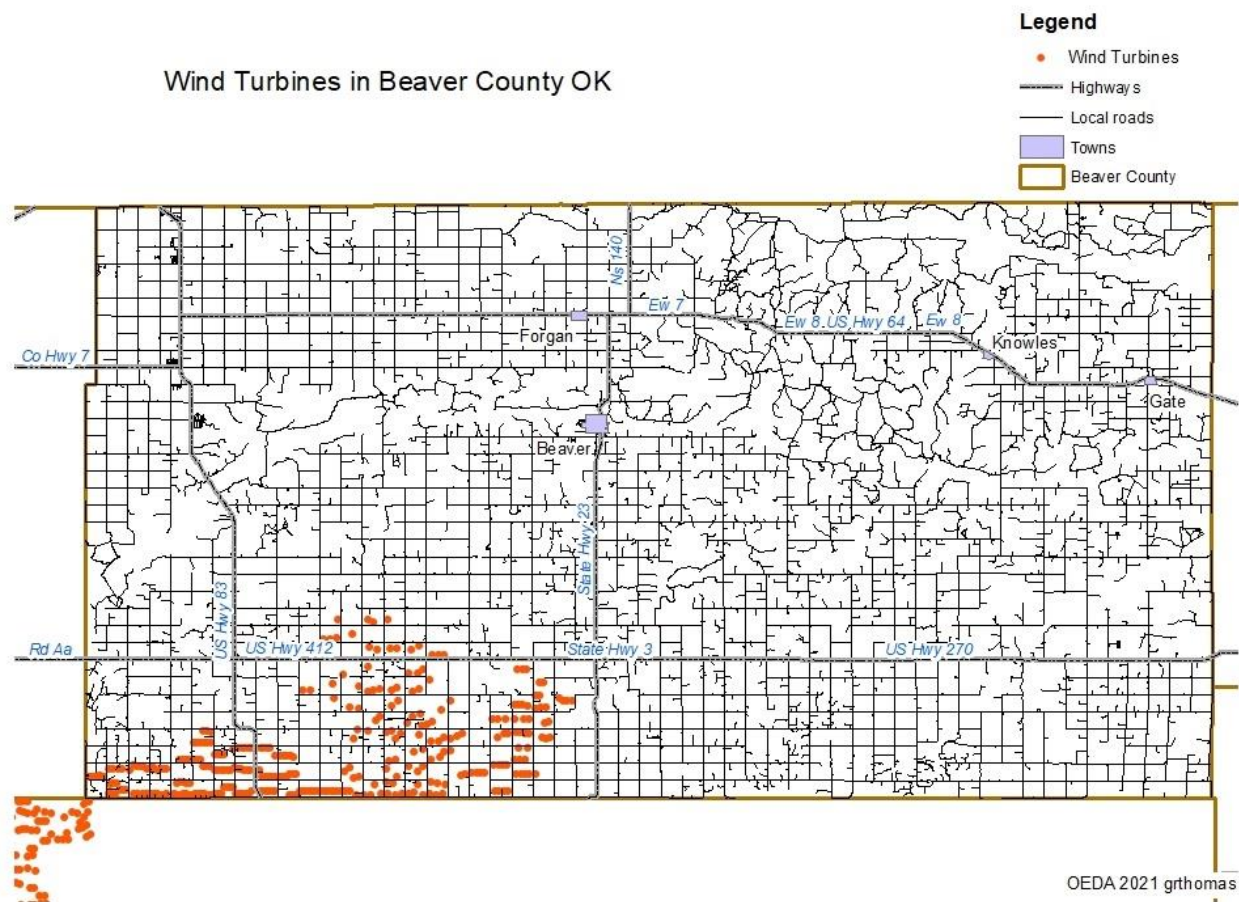 Legend
Wind Turbines in Beaver County OK
Wind Turbines
Highways
Local roads
Towns
Beaver County
Ns 140
Ew 7
Ew 8
US Hwy 64
Ew 8
Forgan
Knowles
Co Hwy 7
Gate
Beaver
State Hwy 23
US Hwy 83
Rd Aa
US Hwy 412
State Hwy 3
US Hwy 270
OEDA 2021 grthomas